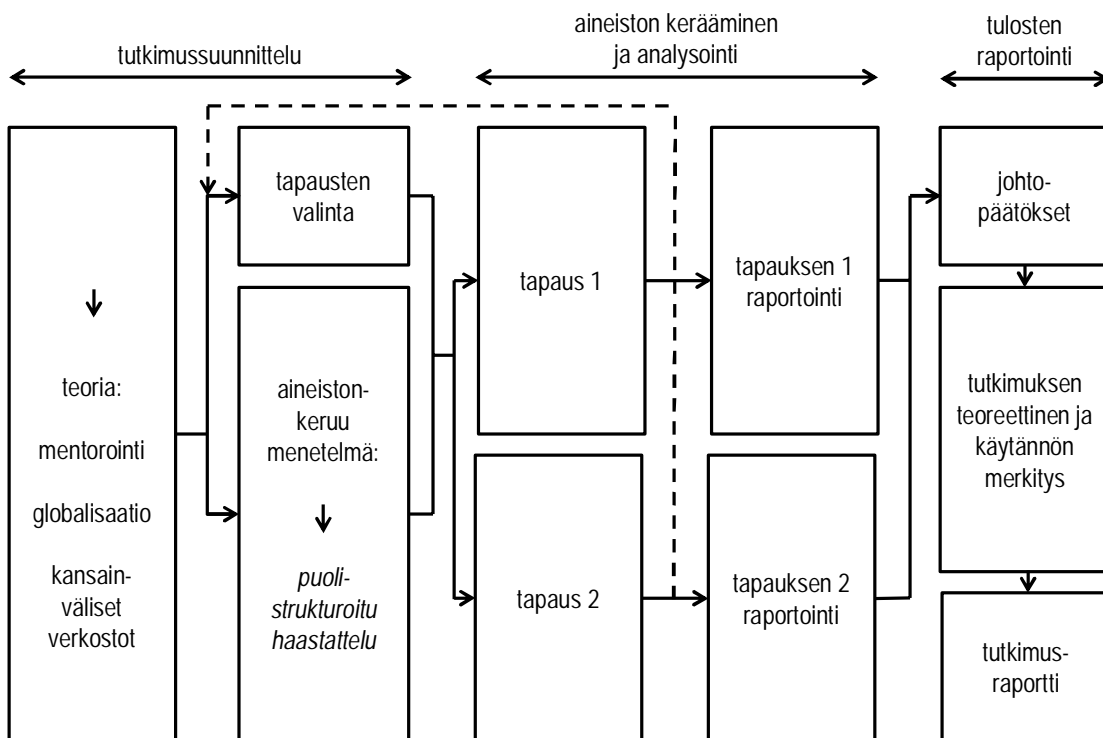 tutkimussuunnittelu
aineiston kerääminen
ja analysointi
tulosten
raportointi
teoria:
mentorointi
globalisaatio
kansain-
väliset
verkostot
tapausten
valinta
aineiston-
keruu
menetelmä:
puoli-
strukturoitu
haastattelu
tapaus 1
tapaus 2
tapauksen 1
raportointi
tapauksen 2
raportointi
johto-
päätökset
tutkimuksen
teoreettinen ja
käytännön
merkitys
tutkimus-
raportti